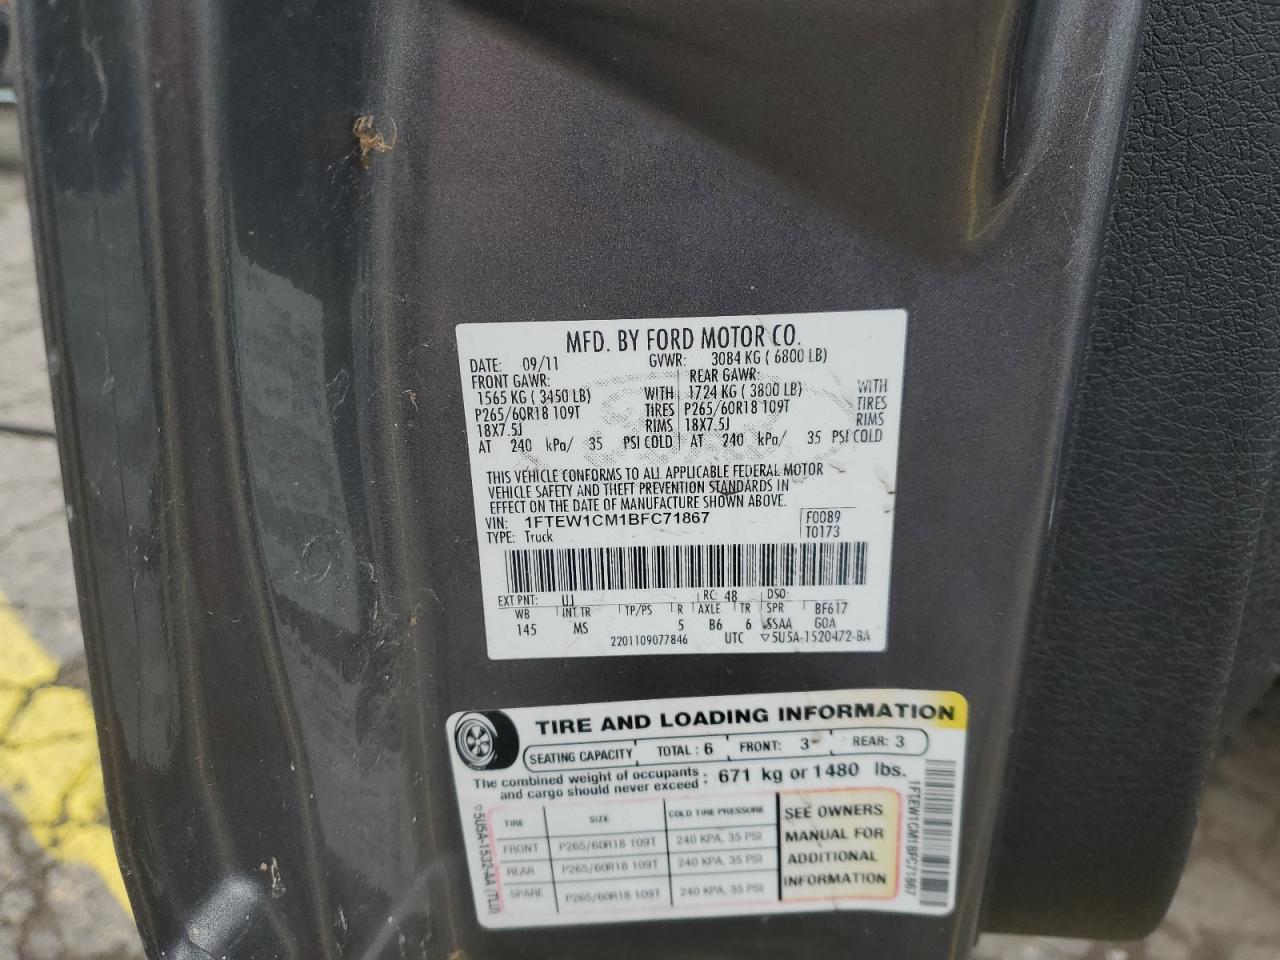 MFD. BY FORD MOTOR CO.
DATE: 09/11 GVWR: 3084 KG ( 6800 LB)
FRONT GAWR: REAR GAWR:
1565 KG ( 3450 LB) WITH 1724 KG ( 3800 LB) WITH
P265/60R18 109T TIRES P265/60R18 109T TIRES
18X7.5J RIMS 18X7.5J RIMS
AT 240 kPa/ 35 PSI COLD AT 240 kPa/ 35 PSI COLD
THIS VEHICLE CONFORMS TO ALL APPLICABLE FEDERAL MOTOR
VEHICLE SAFETY AND THEFT PREVENTION STANDARDS IN
EFFECT ON THE DATE OF MANUFACTURE SHOWN ABOVE.
VIN: 1FTEW1CM1BFC71867 F0089
TYPE: Truck T0173
EXT PNT: UJ RC: 48 DSO:
WB INT TR TP/PS R AXLE TR SPR BF617
145 MS 5 B6 6 SSAA GOA
2201109077846 UTC ▽5U5A-1520472-BA
TIRE AND LOADING INFORMATION
SEATING CAPACITY TOTAL : 6 FRONT: 3 REAR: 3
The combined weight of occupants : 671 kg or 1480 lbs.
and cargo should never exceed
TIRE SIZE COLD TIRE PRESSURE
FRONT P265/60R18 109T 240 KPA, 35 PSI
REAR P265/60R18 109T 240 KPA, 35 PSI
SPARE P265/60R18 109T 240 KPA, 35 PSI
SEE OWNERS
MANUAL FOR
ADDITIONAL
INFORMATION
▽5U5A-1532-AA (TLU)
1FTEW1CM1BFC71867